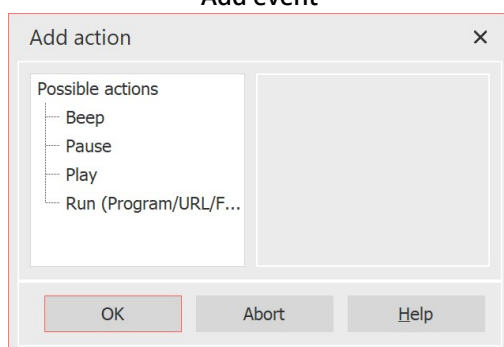 Add event
Add action
Possible actions
Beep
Pause
Play
Run (Program/URL/F...
OK Abort Help